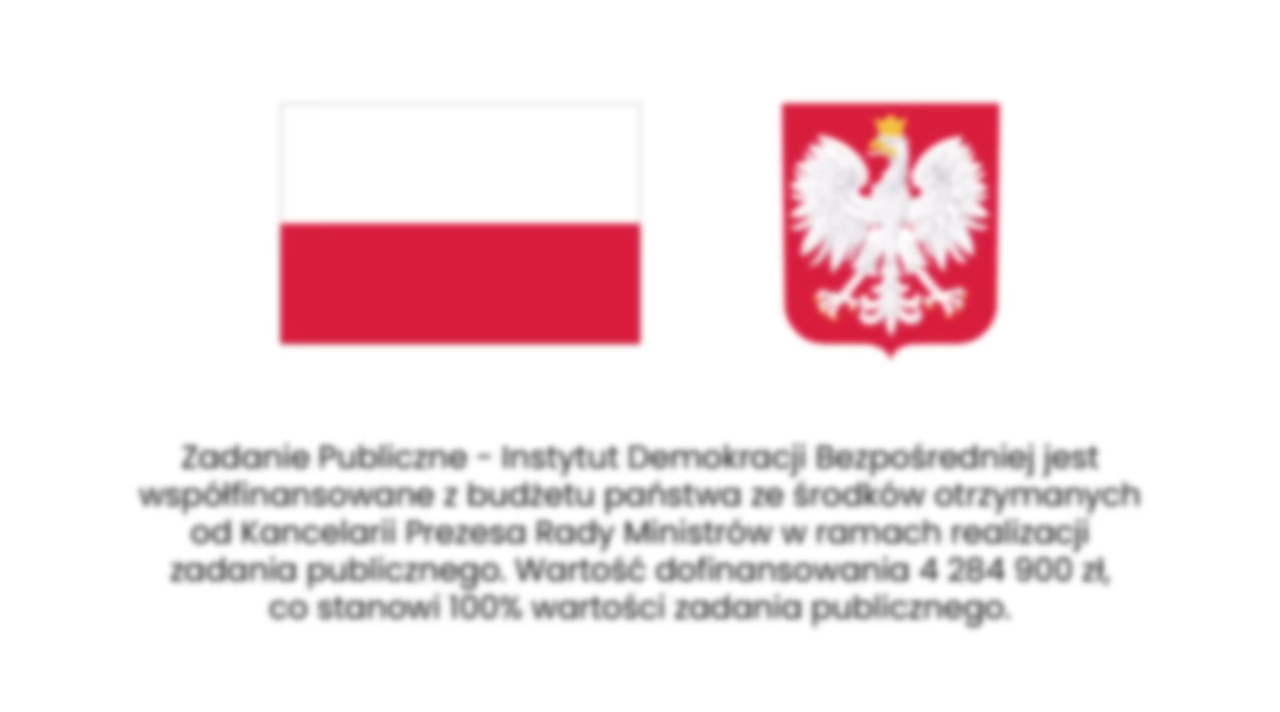 Zadanie Publiczne - Instytut Demokracji Bezpośredniej jest
współfinansowane z budżetu państwa ze środków otrzymanych
od Kancelarii Prezesa Rady Ministrów w ramach realizacji
zadania publicznego. Wartość dofinansowania 4 284 900 zł,
co stanowi 100% wartości zadania publicznego.